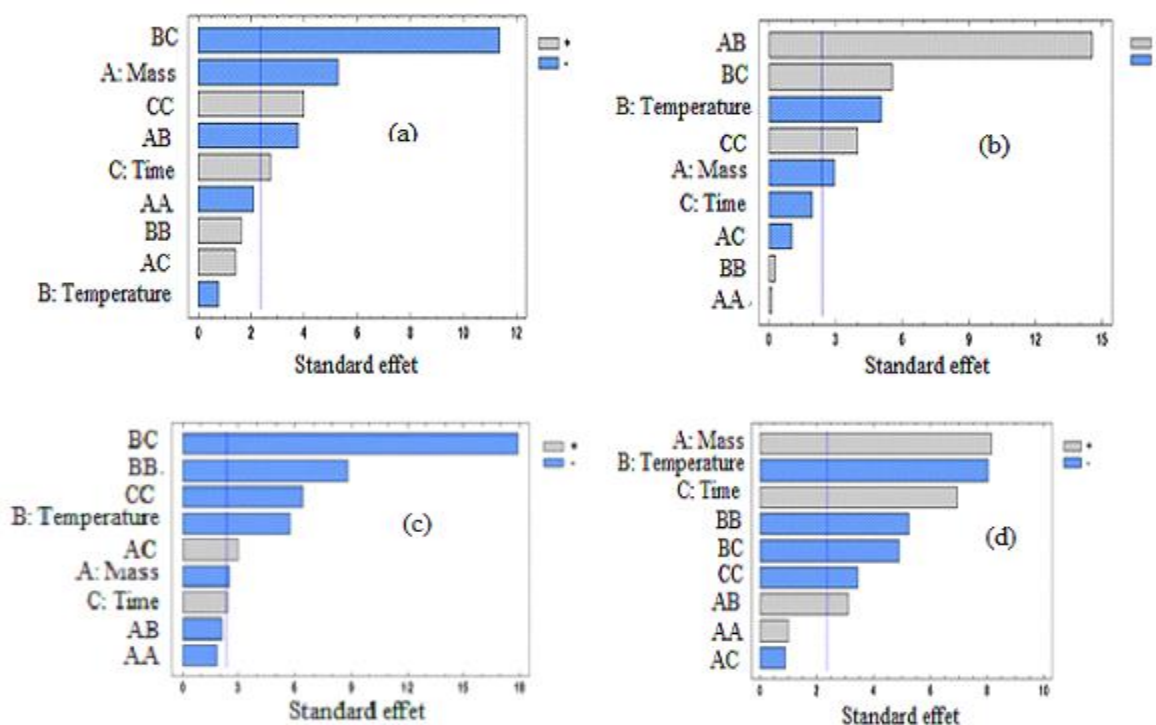 BC
A: Mass
CC
AB
C: Time
AA
BB
AC
B: Temperature
(a)
+
-
0 2 4 6 8 10 12
Standard effet
AB
BC
B: Temperature
CC
A: Mass
C: Time
AC
BB
AA
(b)
0 3 6 9 12 15
Standard effet
BC
BB
CC
B: Temperature
AC
A: Mass
C: Time
AB
AA
(c)
+
-
0 3 6 9 12 15 18
Standard effet
A: Mass
B: Temperature
C: Time
BB
BC
CC
AB
AA
AC
(d)
+
-
0 2 4 6 8 10
Standard effet